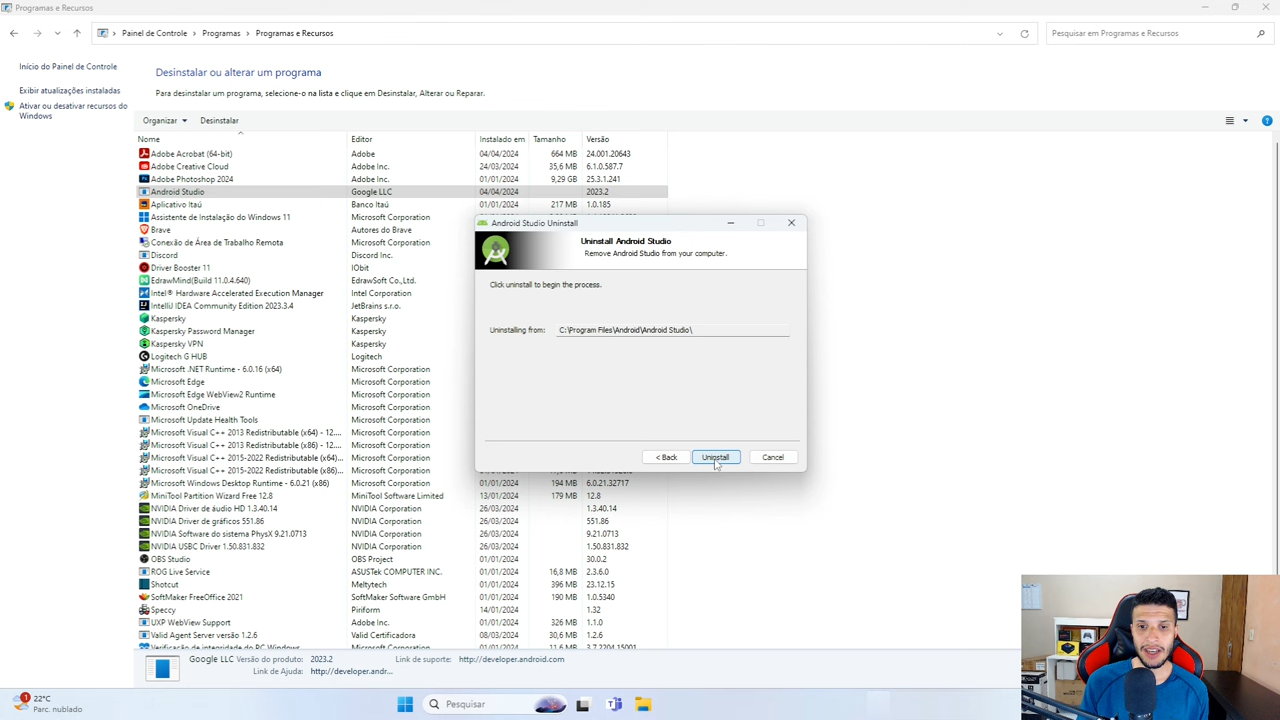 Programas e Recursos
Painel de Controle > Programas > Programas e Recursos
Pesquisar em Programas e Recursos
Início do Painel de Controle
Exibir atualizações instaladas
Ativar ou desativar recursos do
Windows
Desinstalar ou alterar um programa
Para desinstalar um programa, selecione-o na lista e clique em Desinstalar, Alterar ou Reparar.
Organizar Desinstalar
Nome Editor Instalado em Tamanho Versão
Adobe Acrobat (64-bit) Adobe 04/04/2024 664 MB 24.001.20643
Adobe Creative Cloud Adobe Inc. 24/03/2024 35,6 MB 6.1.0.587.7
Adobe Photoshop 2024 Adobe Inc. 01/01/2024 9,29 GB 25.3.1.241
Android Studio Google LLC 04/04/2024 2023.2
Aplicativo Itaú Banco Itaú 01/01/2024 217 MB 1.0.185
Assistente de Instalação do Windows 11 Microsoft Corporation
Brave Autores do Brave
Conexão de Área de Trabalho Remota Microsoft Corporation
Discord Discord Inc.
Driver Booster 11 IObit
EdrawMind(Build 11.0.4.640) EdrawSoft Co.,Ltd.
Intel® Hardware Accelerated Execution Manager Intel Corporation
IntelliJ IDEA Community Edition 2023.3.4 JetBrains s.r.o.
Kaspersky Kaspersky
Kaspersky Password Manager Kaspersky
Kaspersky VPN Kaspersky
Logitech G HUB Logitech
Microsoft .NET Runtime - 6.0.16 (x64) Microsoft Corporation
Microsoft Edge Microsoft Corporation
Microsoft Edge WebView2 Runtime Microsoft Corporation
Microsoft OneDrive Microsoft Corporation
Microsoft Update Health Tools Microsoft Corporation
Microsoft Visual C++ 2013 Redistributable (x64) - 12.... Microsoft Corporation
Microsoft Visual C++ 2013 Redistributable (x86) - 12.... Microsoft Corporation
Microsoft Visual C++ 2015-2022 Redistributable (x64)... Microsoft Corporation
Microsoft Visual C++ 2015-2022 Redistributable (x86)... Microsoft Corporation
Microsoft Windows Desktop Runtime - 6.0.21 (x86) Microsoft Corporation 01/01/2024 194 MB 6.0.21.32717
MiniTool Partition Wizard Free 12.8 MiniTool Software Limited 13/01/2024 179 MB 12.8
NVIDIA Driver de áudio HD 1.3.40.14 NVIDIA Corporation 26/03/2024 1.3.40.14
NVIDIA Driver de gráficos 551.86 NVIDIA Corporation 26/03/2024 551.86
NVIDIA Software do sistema PhysX 9.21.0713 NVIDIA Corporation 26/03/2024 9.21.0713
NVIDIA USBC Driver 1.50.831.832 NVIDIA Corporation 26/03/2024 1.50.831.832
OBS Studio OBS Project 01/01/2024 30.0.2
ROG Live Service ASUSTek COMPUTER INC. 01/01/2024 16,8 MB 2.3.6.0
Shotcut Meltytech 01/01/2024 396 MB 23.12.15
SoftMaker FreeOffice 2021 SoftMaker Software GmbH 01/01/2024 190 MB 1.0.5340
Speccy Piriform 14/01/2024 1.32
UXP WebView Support Adobe Inc. 01/01/2024 326 MB 1.1.0
Valid Agent Server versão 1.2.6 Valid Certificadora 08/03/2024 30,6 MB 1.2.6
Verificação de integridade do PC Windows Microsoft Corporation 01/01/2024
Android Studio Uninstall
Uninstall Android Studio
Remove Android Studio from your computer.
Click uninstall to begin the process.
Uninstalling from: C:\Program Files\Android\Android Studio\
< Back Uninstall Cancel
Google LLC Versão do produto: 2023.2 Link de suporte: http://developer.android.com
Link de Ajuda: http://developer.andr...
1
22°C
Parc. nublado
Pesquisar